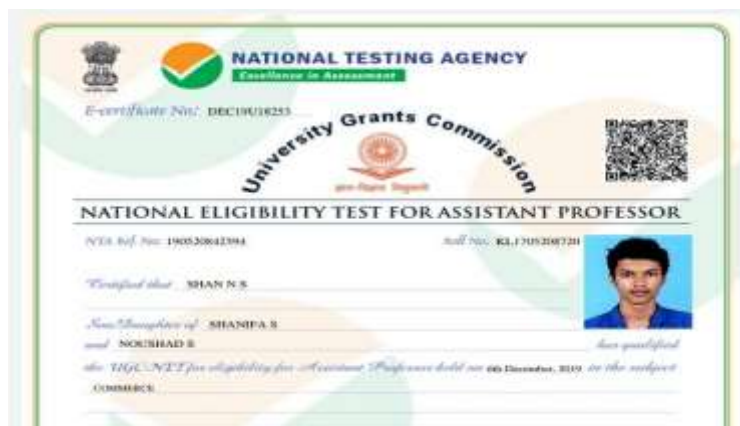 NATIONAL TESTING AGENCY
Excellence in Assessment
E-certificate No: DEC19U18253
University Grants Commission
ज्ञान-विज्ञान विमुक्तये
NATIONAL ELIGIBILITY TEST FOR ASSISTANT PROFESSOR
NTA Ref. No: 190520842394 Roll No: KL1705208720
Certified that SHAN N S
Son/Daughter of SHANIFA S
and NOUSHAD S has qualified
the UGC-NET for eligibility for Assistant Professor held on 6th December, 2019 in the subject
COMMERCE